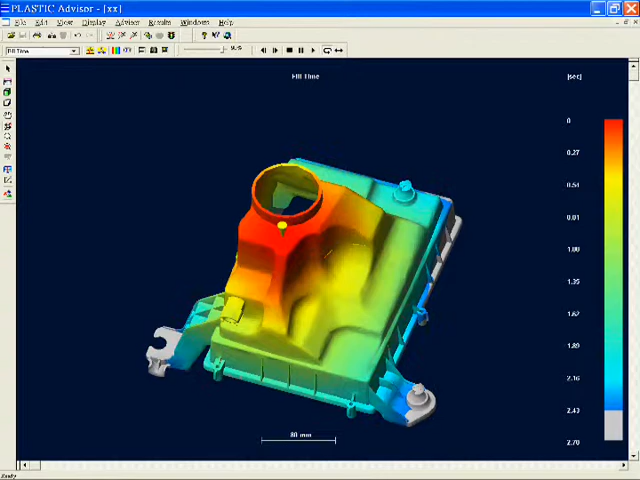 PLASTIC Advisor - [xx]
File Edit View Display Advisor Results Windows Help
Fill Time
Fill Time
[sec]
0
0.27
0.54
0.81
1.08
1.35
1.62
1.89
2.16
2.43
2.70
80 mm
Ready